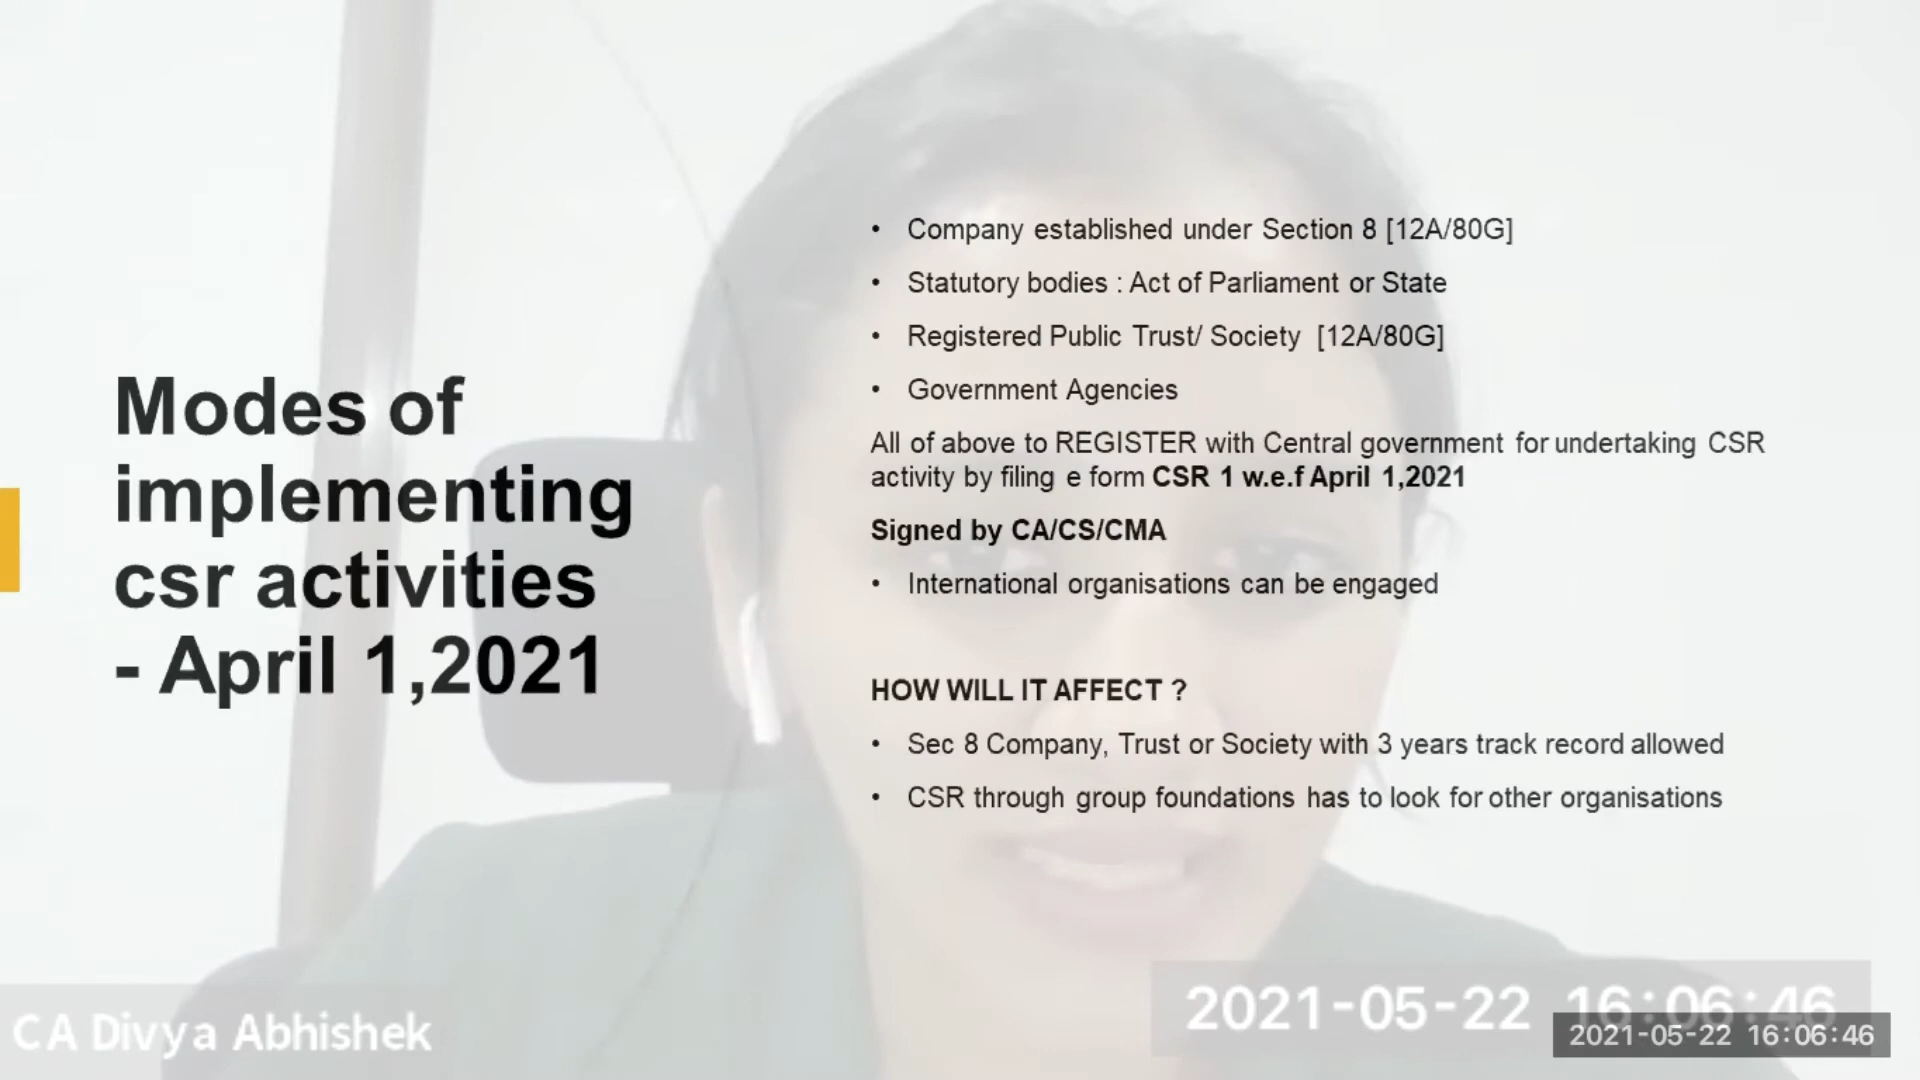 Modes of
implementing
csr activities
- April 1,2021
• Company established under Section 8 [12A/80G]
• Statutory bodies : Act of Parliament or State
• Registered Public Trust/ Society [12A/80G]
• Government Agencies
All of above to REGISTER with Central government for undertaking CSR
activity by filing e form CSR 1 w.e.f April 1,2021
Signed by CA/CS/CMA
• International organisations can be engaged
HOW WILL IT AFFECT ?
• Sec 8 Company, Trust or Society with 3 years track record allowed
• CSR through group foundations has to look for other organisations
CA Divya Abhishek
2021-05-22 16:06:46
2021-05-22 16:06:46